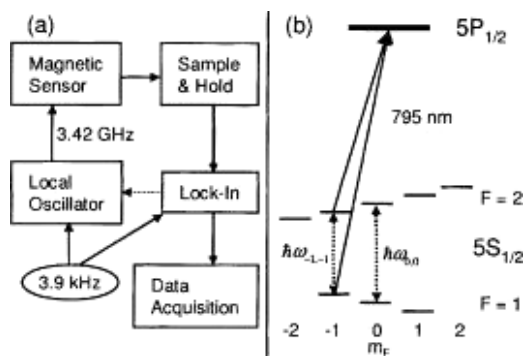 (a)
Magnetic
Sensor
Sample
& Hold
3.42 GHz
Local
Oscillator
Lock-In
3.9 kHz
Data
Acquisition
(b)
5P1/2
795 nm
F = 2
ħω-1,-1
ħω0,0
5S1/2
F = 1
-2 -1 0 1 2
mF